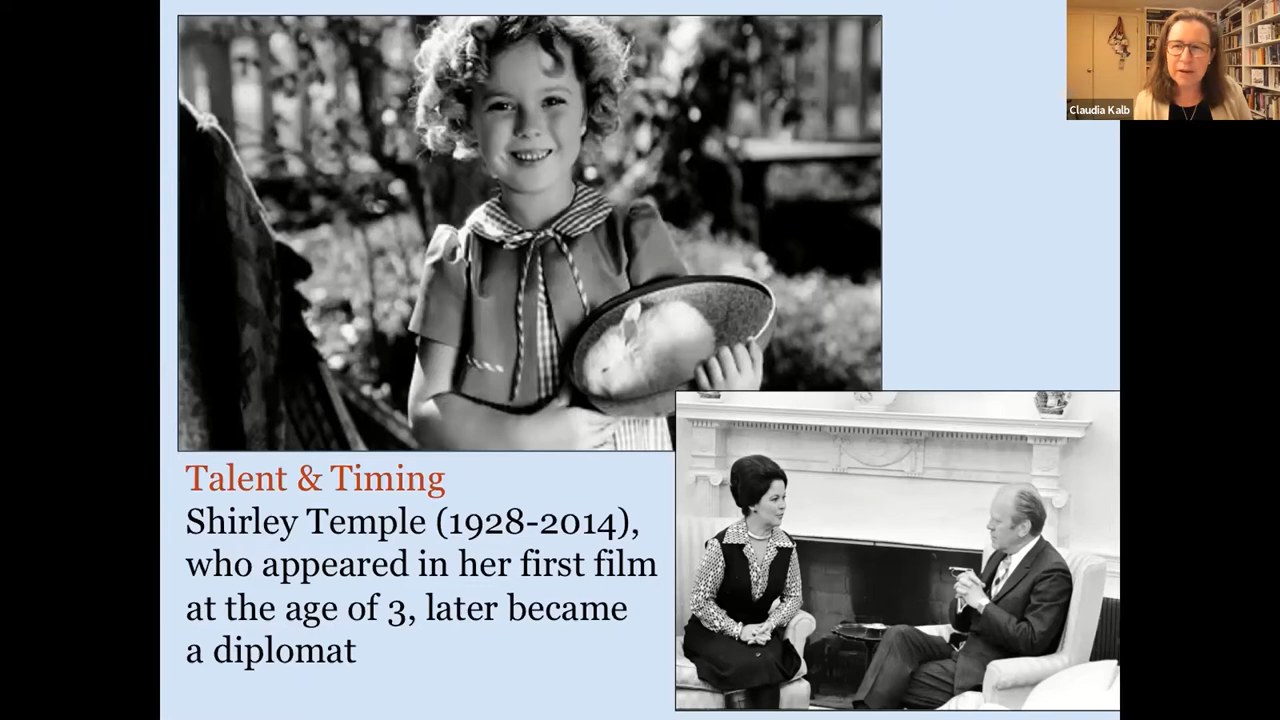 Claudia Kalb
Talent & Timing
Shirley Temple (1928-2014),
who appeared in her first film
at the age of 3, later became
a diplomat